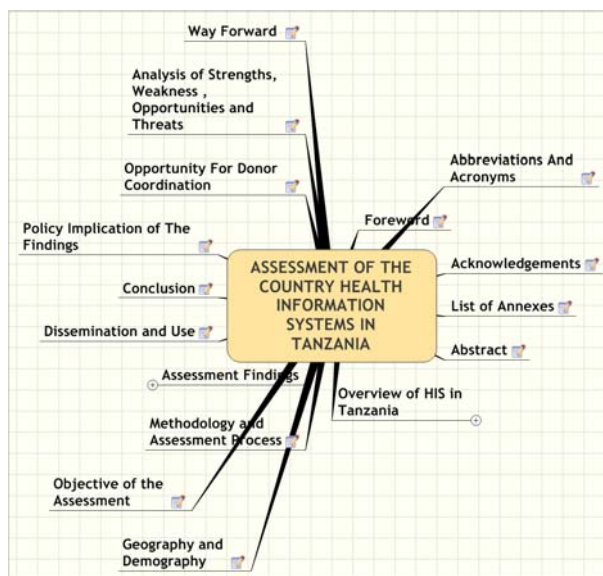 Way Forward
Analysis of Strengths,
Weakness ,
Opportunities and
Threats
Opportunity For Donor
Coordination
Policy Implication of The
Findings
Conclusion
Dissemination and Use
Assessment Findings
Methodology and
Assessment Process
Objective of the
Assessment
Geography and
Demography
ASSESSMENT OF THE
COUNTRY HEALTH
INFORMATION
SYSTEMS IN
TANZANIA
Abbreviations And
Acronyms
Foreword
Acknowledgements
List of Annexes
Abstract
Overview of HIS in
Tanzania